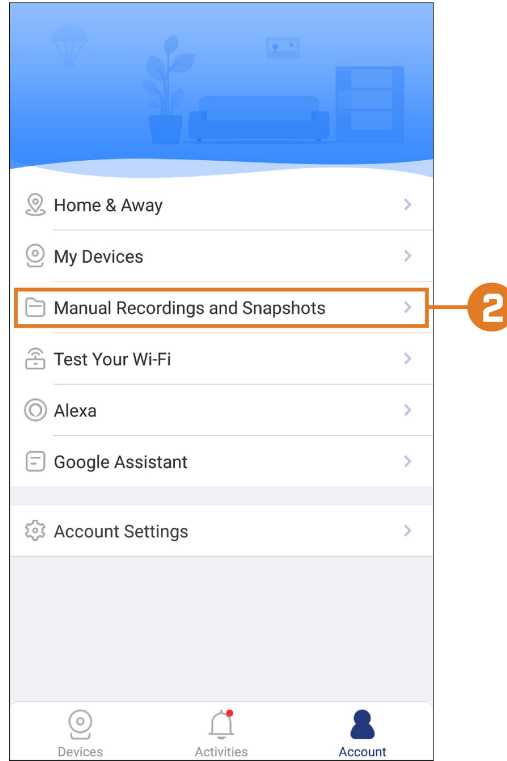 Home & Away
My Devices
Manual Recordings and Snapshots
2
Test Your Wi-Fi
Alexa
Google Assistant
Account Settings
Devices
Activities
Account